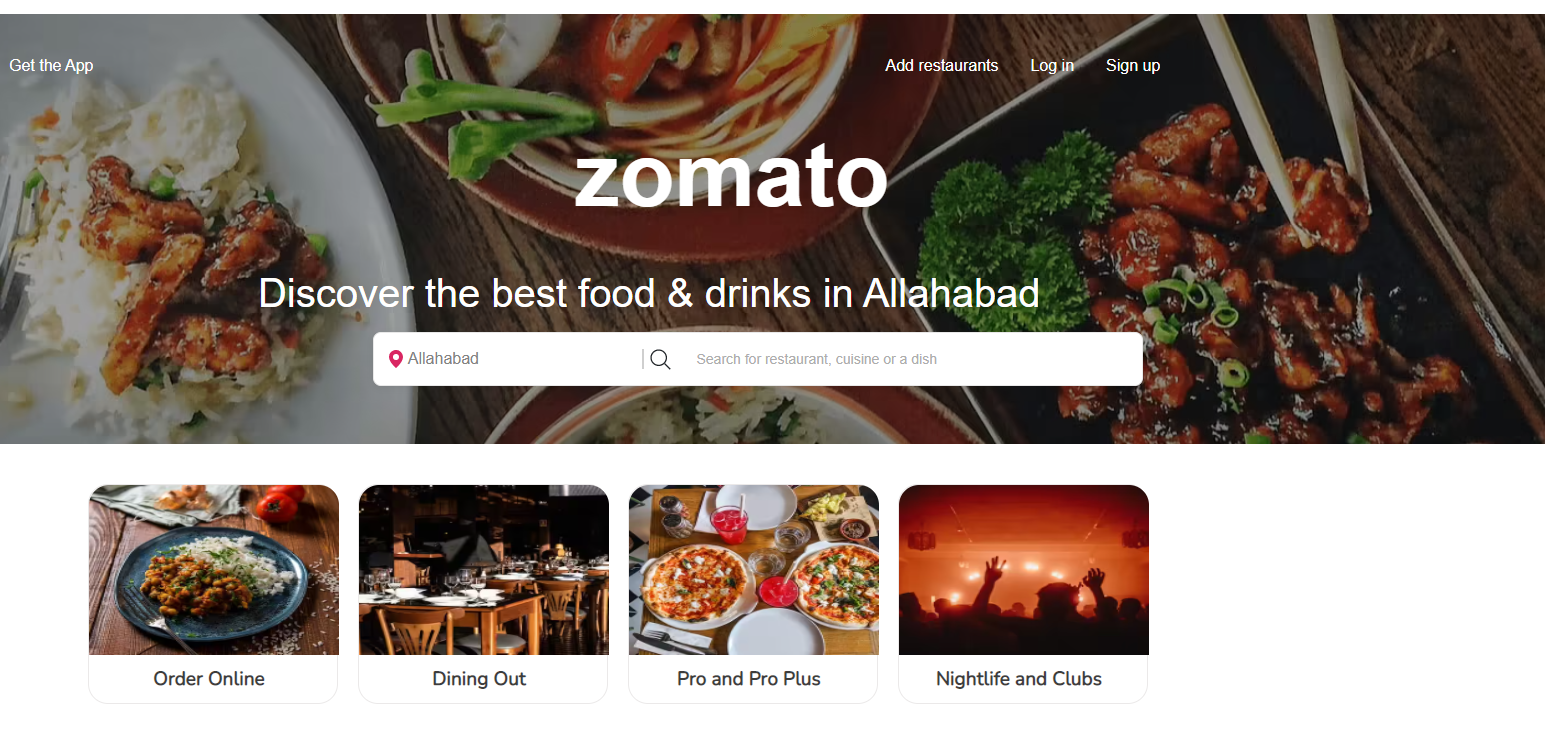 Get the App
Add restaurants Log in Sign up
zomato
Discover the best food & drinks in Allahabad
Allahabad
Search for restaurant, cuisine or a dish
Order Online
Dining Out
Pro and Pro Plus
Nightlife and Clubs